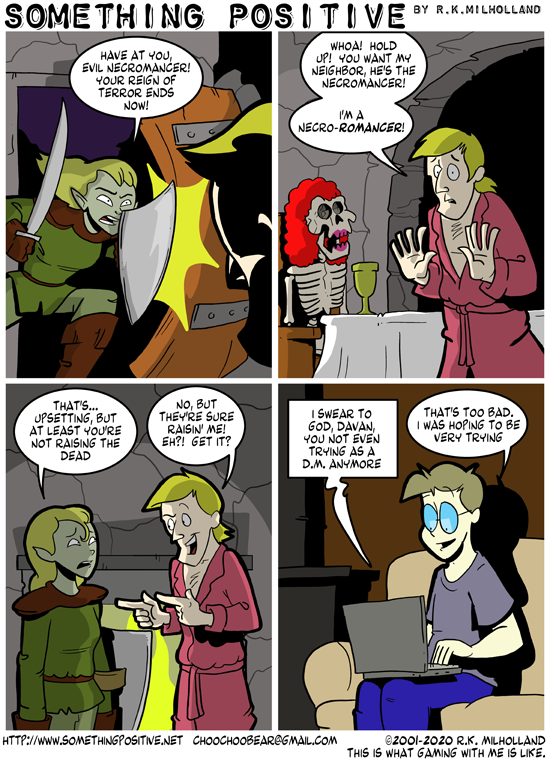 SOMETHING POSITIVE BY R.K.MILHOLLAND
HAVE AT YOU,
EVIL NECROMANCER!
YOUR REIGN OF
TERROR ENDS
NOW!
WHOA! HOLD
UP! YOU WANT MY
NEIGHBOR, HE'S THE
NECROMANCER!
I'M A
NECRO-ROMANCER!
THAT'S...
UPSETTING, BUT
AT LEAST YOU'RE
NOT RAISING THE
DEAD
NO, BUT
THEY'RE SURE
RAISIN' ME!
EH?! GET IT?
I SWEAR TO
GOD, DAVAN,
YOU NOT EVEN
TRYING AS A
D.M. ANYMORE
THAT'S TOO BAD.
I WAS HOPING TO BE
VERY TRYING
HTTP://WWW.SOMETHINGPOSITIVE.NET CHOOCHOOBEAR@GMAIL.COM ©2001-2020 R.K. MILHOLLAND
THIS IS WHAT GAMING WITH ME IS LIKE.